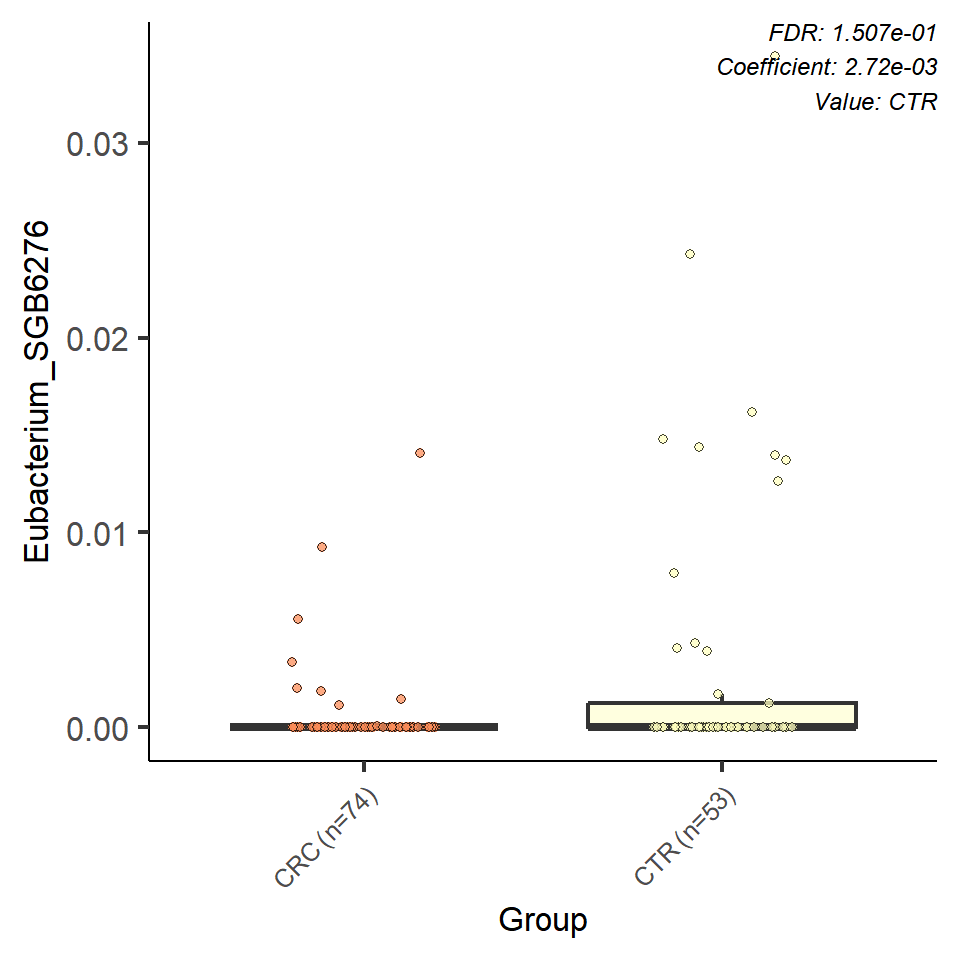 FDR: 1.507e-01
Coefficient: 2.72e-03
Value: CTR
Eubacterium_SGB6276
0.03
0.02
0.01
0.00
CRC (n=74)
CTR (n=53)
Group